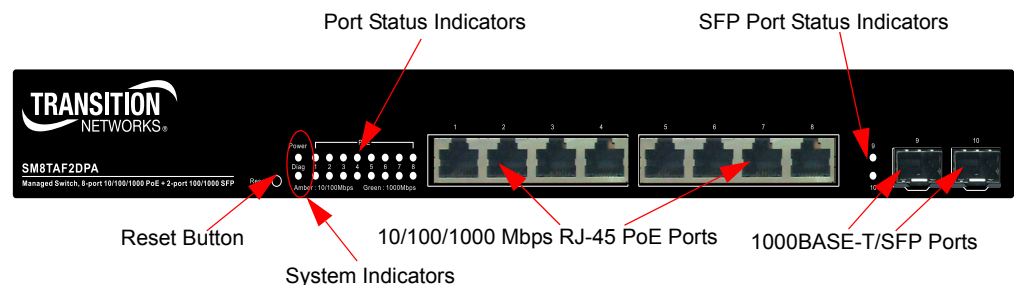 Port Status Indicators
SFP Port Status Indicators
TRANSITION
NETWORKS®
SM8TAF2DPA
Managed Switch, 8-port 10/100/1000 PoE + 2-port 100/1000 SFP
Power
Diag
1 2 3 4 5 6 7 8
Amber : 10/100Mbps Green : 1000Mbps
1 2 3 4
5 6 7 8
9
10
9 10
Reset Button
10/100/1000 Mbps RJ-45 PoE Ports
1000BASE-T/SFP Ports
System Indicators